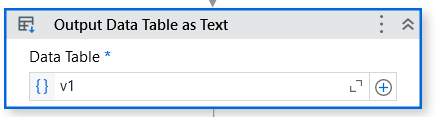 Output Data Table as Text
Data Table *
{} v1